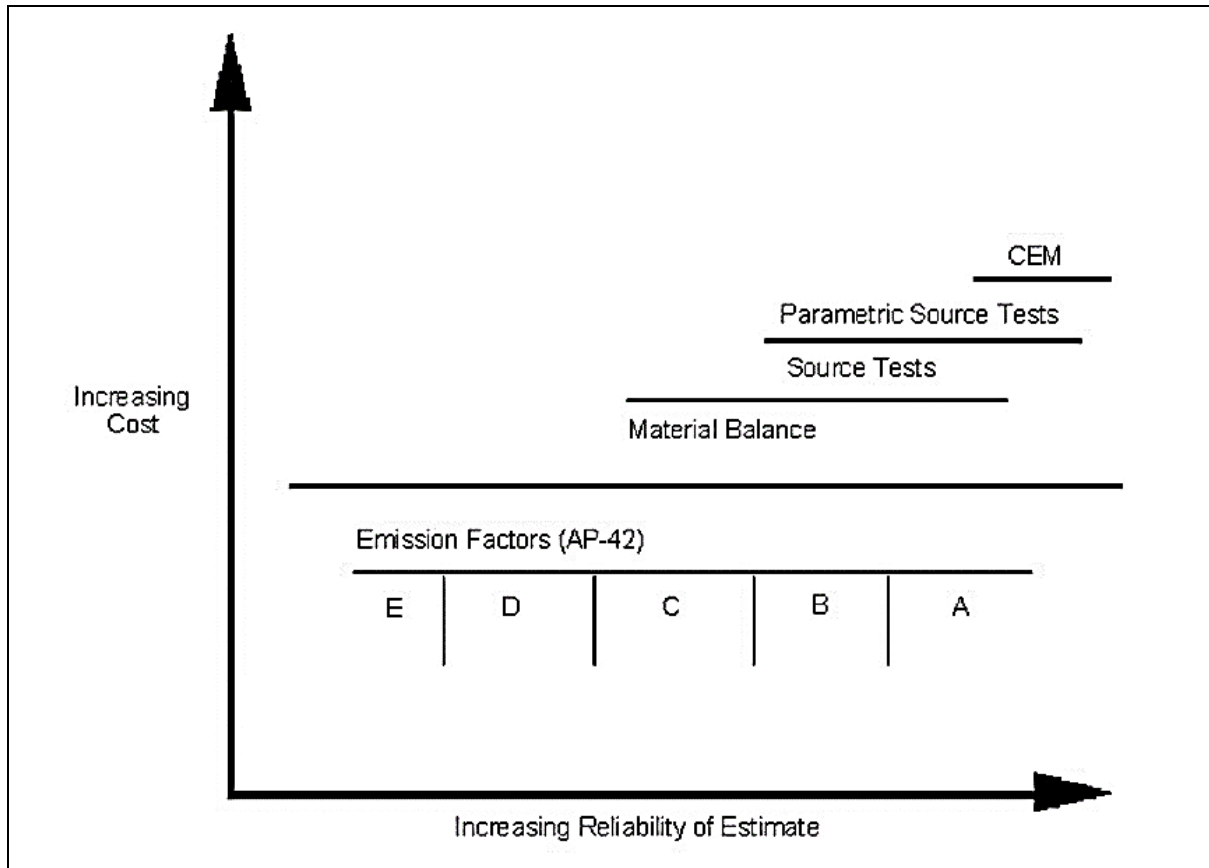 CEM
Parametric Source Tests
Source Tests
Increasing
Cost
Material Balance
Emission Factors (AP-42)
E D C B A
Increasing Reliability of Estimate